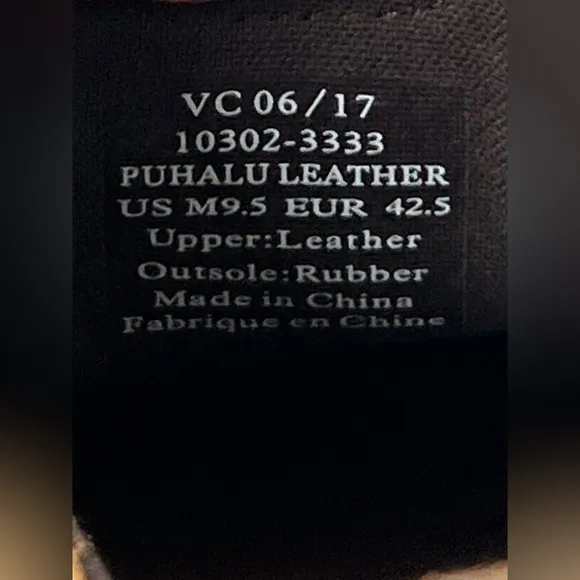 VC 06/17
10302-3333
PUHALU LEATHER
US M9.5 EUR 42.5
Upper:Leather
Outsole:Rubber
Made in China
Fabrique en Chine